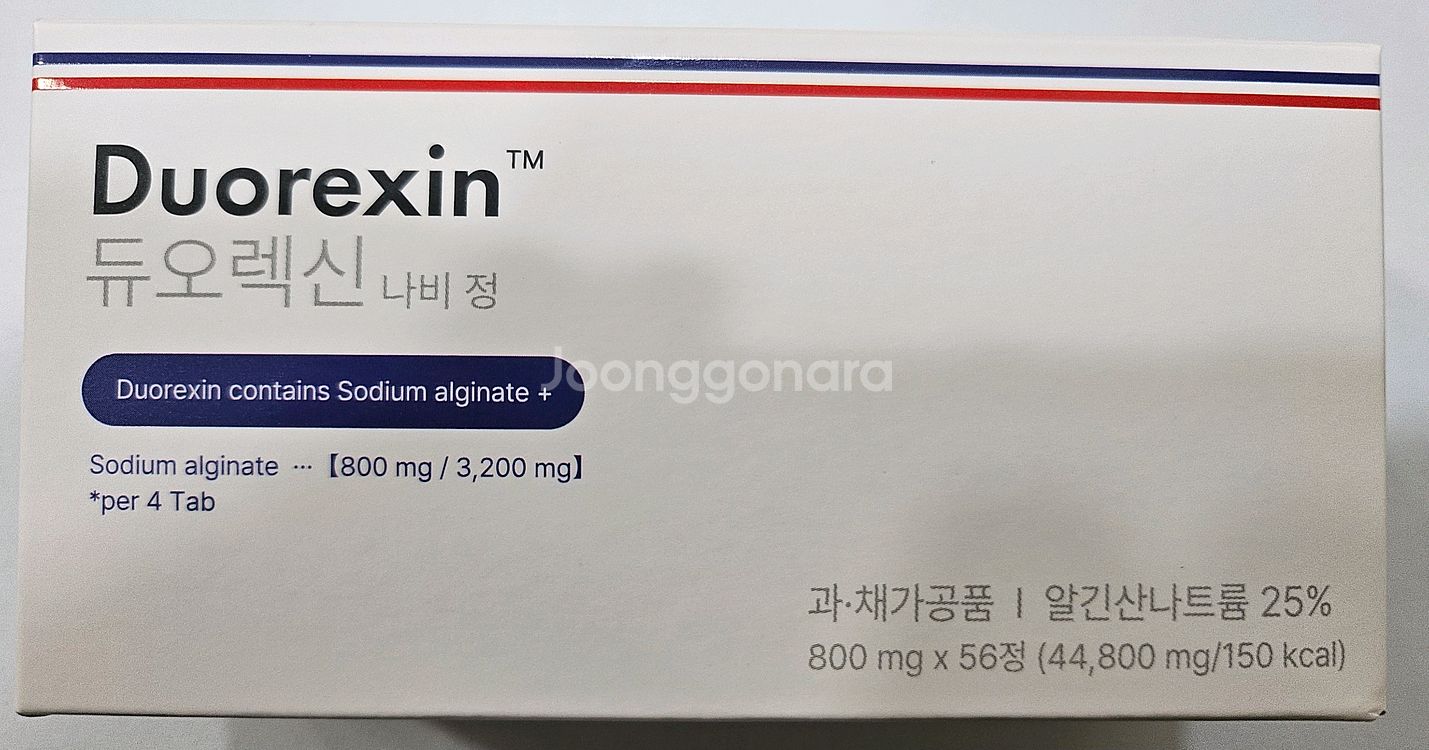 Duorexin™
듀오렉신 나비 정
Duorexin contains Sodium alginate +
Joonggonara
Sodium alginate ··· 【800 mg / 3,200 mg】
*per 4 Tab
과·채가공품 | 알긴산나트륨 25%
800 mg x 56정 (44,800 mg/150 kcal)